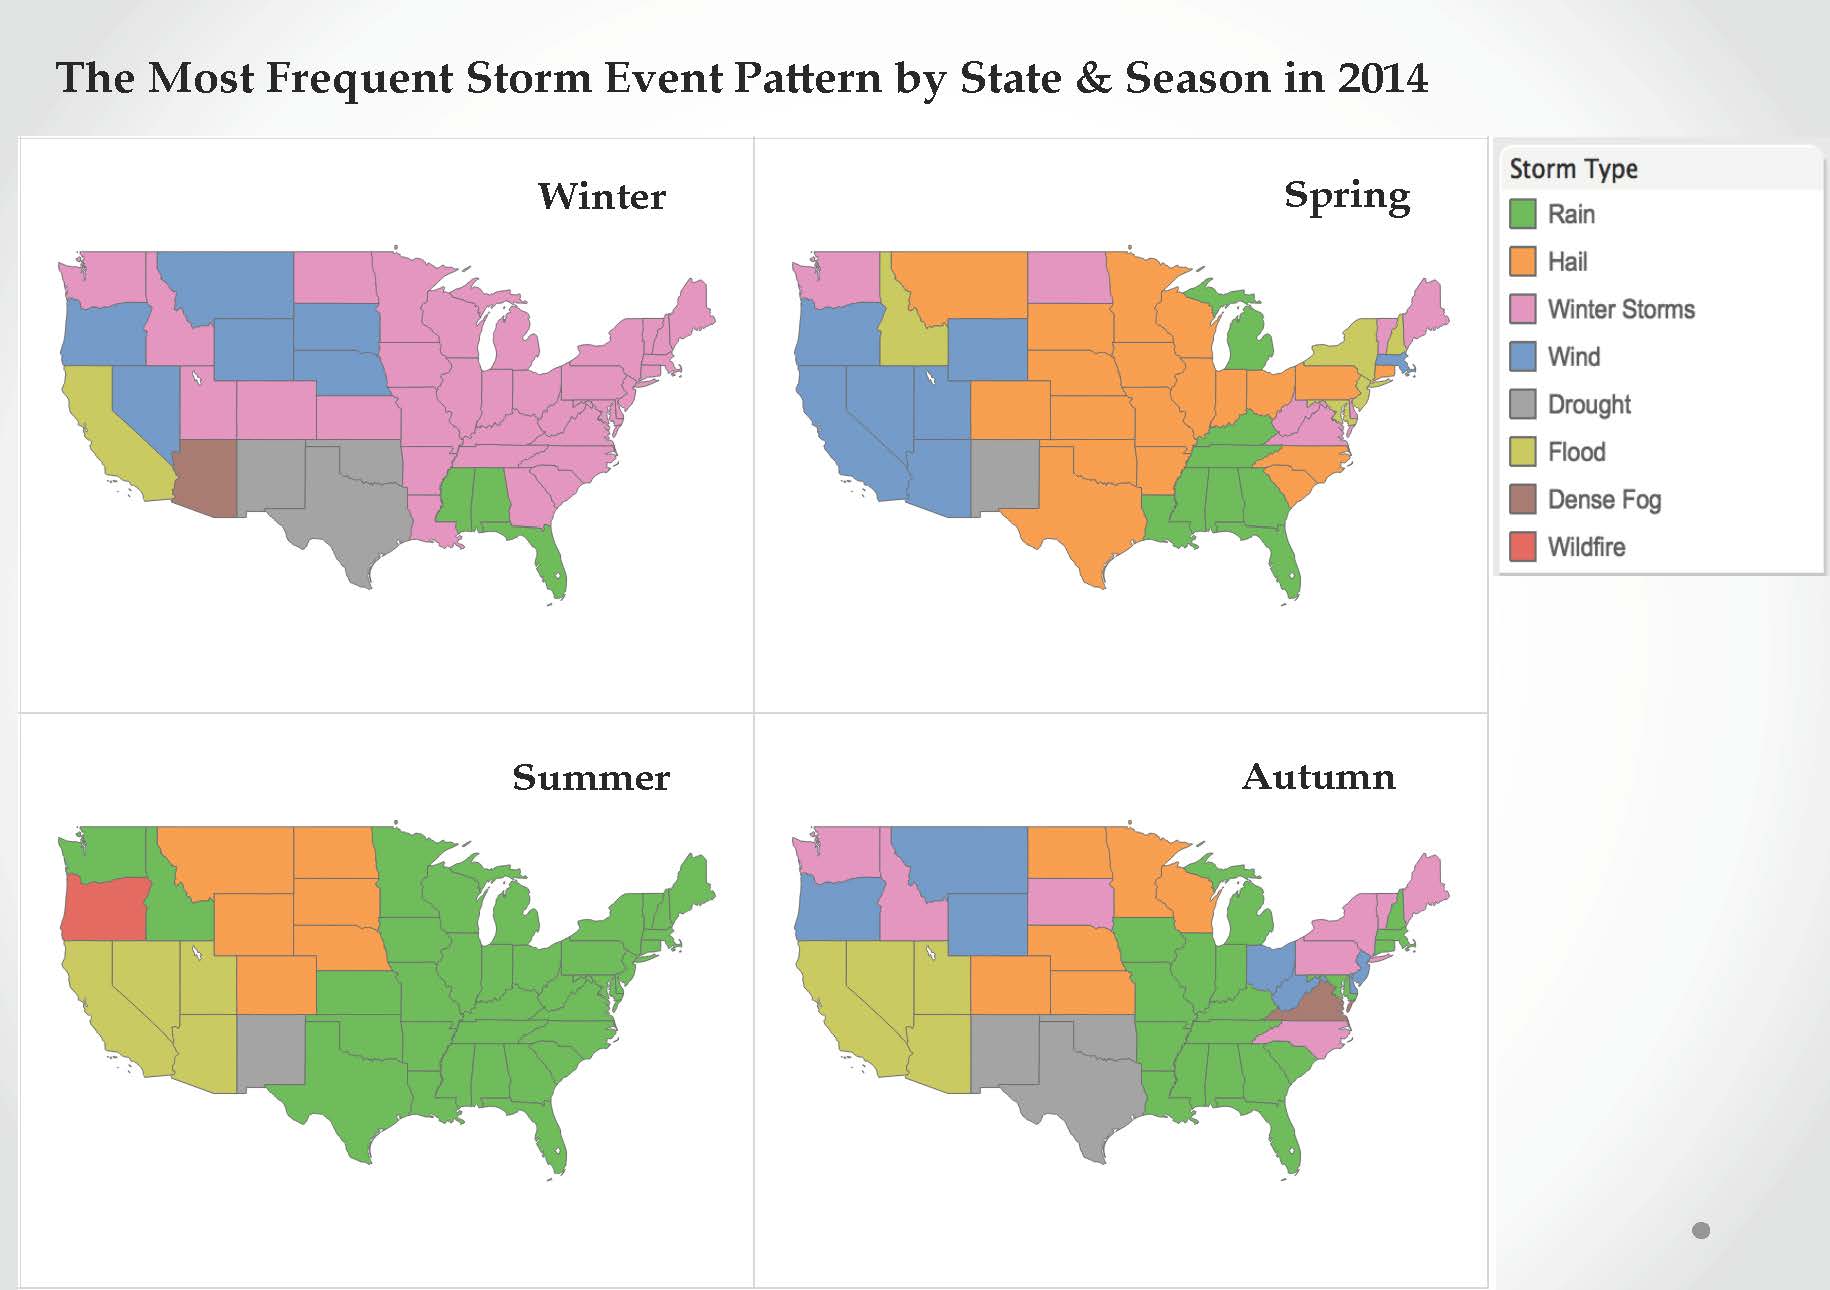 The Most Frequent Storm Event Pattern by State & Season in 2014
Winter
Spring
Storm Type
Rain
Hail
Winter Storms
Wind
Drought
Flood
Dense Fog
Wildfire
Summer
Autumn